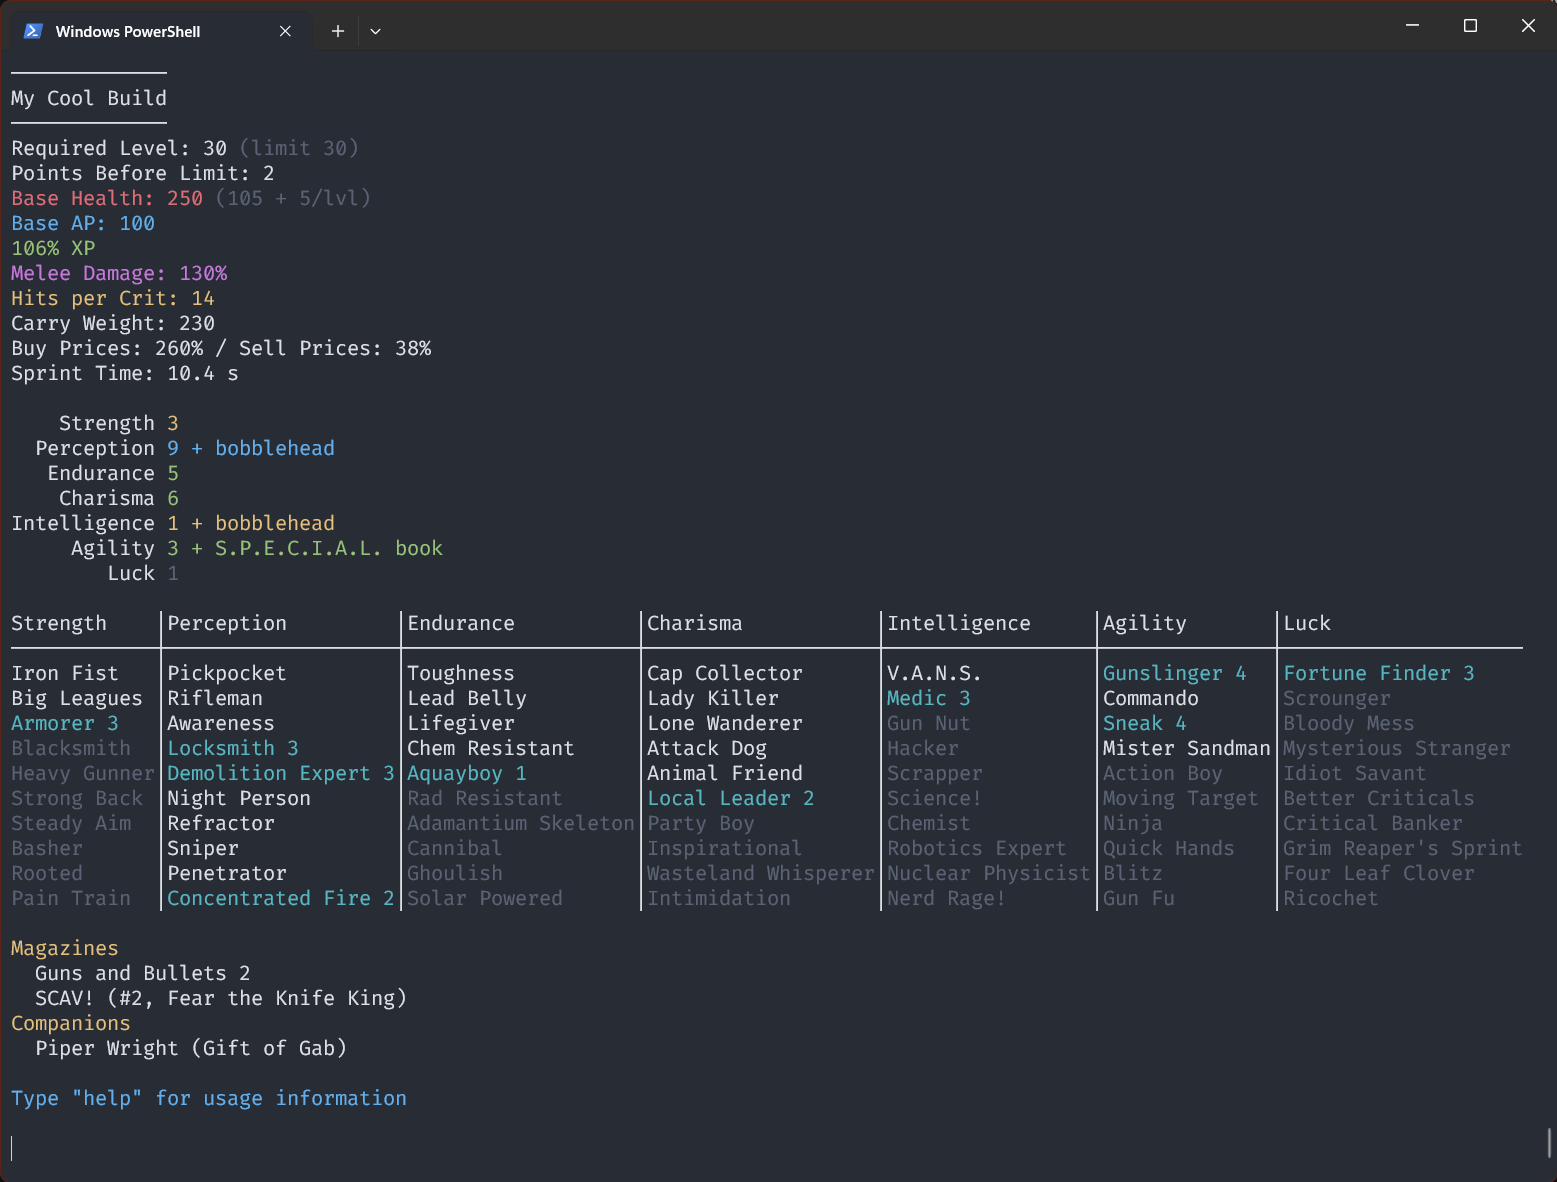 Windows PowerShell
My Cool Build
Required Level: 30 (limit 30)
Points Before Limit: 2
Base Health: 250 (105 + 5/lvl)
Base AP: 100
106% XP
Melee Damage: 130%
Hits per Crit: 14
Carry Weight: 230
Buy Prices: 260% / Sell Prices: 38%
Sprint Time: 10.4 s
Strength 3
Perception 9 + bobblehead
Endurance 5
Charisma 6
Intelligence 1 + bobblehead
Agility 3 + S.P.E.C.I.A.L. book
Luck 1
Strength Perception Endurance Charisma Intelligence Agility Luck
Iron Fist Pickpocket Toughness Cap Collector V.A.N.S. Gunslinger 4 Fortune Finder 3
Big Leagues Rifleman Lead Belly Lady Killer Medic 3 Commando Scrounger
Armorer 3 Awareness Lifegiver Lone Wanderer Gun Nut Sneak 4 Bloody Mess
Blacksmith Locksmith 3 Chem Resistant Attack Dog Hacker Mister Sandman Mysterious Stranger
Heavy Gunner Demolition Expert 3 Aquayboy 1 Animal Friend Scrapper Action Boy Idiot Savant
Strong Back Night Person Rad Resistant Local Leader 2 Science! Moving Target Better Criticals
Steady Aim Refractor Adamantium Skeleton Party Boy Chemist Ninja Critical Banker
Basher Sniper Cannibal Inspirational Robotics Expert Quick Hands Grim Reaper's Sprint
Rooted Penetrator Ghoulish Wasteland Whisperer Nuclear Physicist Blitz Four Leaf Clover
Pain Train Concentrated Fire 2 Solar Powered Intimidation Nerd Rage! Gun Fu Ricochet
Magazines
Guns and Bullets 2
SCAV! (#2, Fear the Knife King)
Companions
Piper Wright (Gift of Gab)
Type "help" for usage information